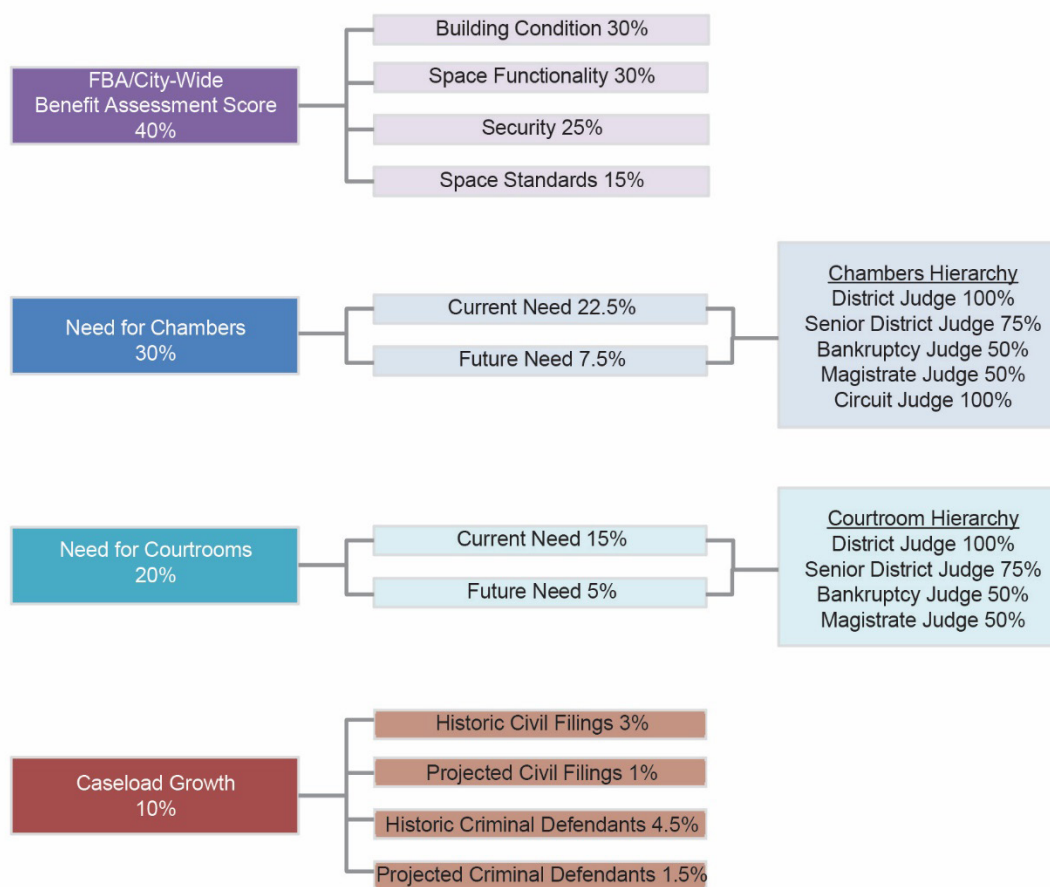 FBA/City-Wide
Benefit Assessment Score
40%
Building Condition 30%
Space Functionality 30%
Security 25%
Space Standards 15%
Need for Chambers
30%
Current Need 22.5%
Future Need 7.5%
Chambers Hierarchy
District Judge 100%
Senior District Judge 75%
Bankruptcy Judge 50%
Magistrate Judge 50%
Circuit Judge 100%
Need for Courtrooms
20%
Current Need 15%
Future Need 5%
Courtroom Hierarchy
District Judge 100%
Senior District Judge 75%
Bankruptcy Judge 50%
Magistrate Judge 50%
Caseload Growth
10%
Historic Civil Filings 3%
Projected Civil Filings 1%
Historic Criminal Defendants 4.5%
Projected Criminal Defendants 1.5%